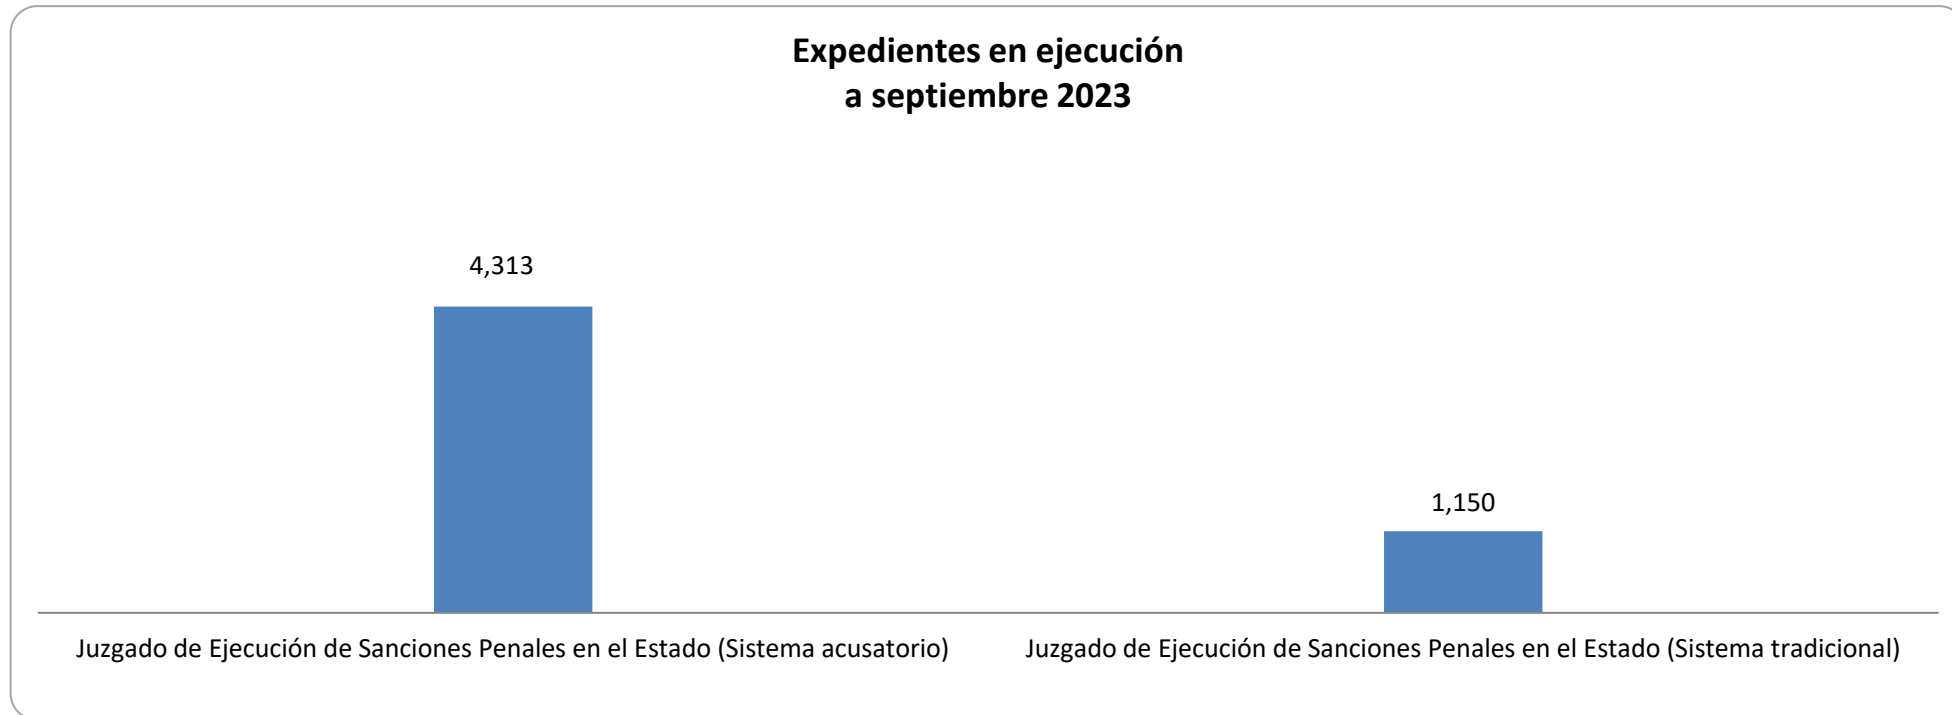 Expedientes en ejecución
a septiembre 2023
4,313
1,150
Juzgado de Ejecución de Sanciones Penales en el Estado (Sistema acusatorio)
Juzgado de Ejecución de Sanciones Penales en el Estado (Sistema tradicional)